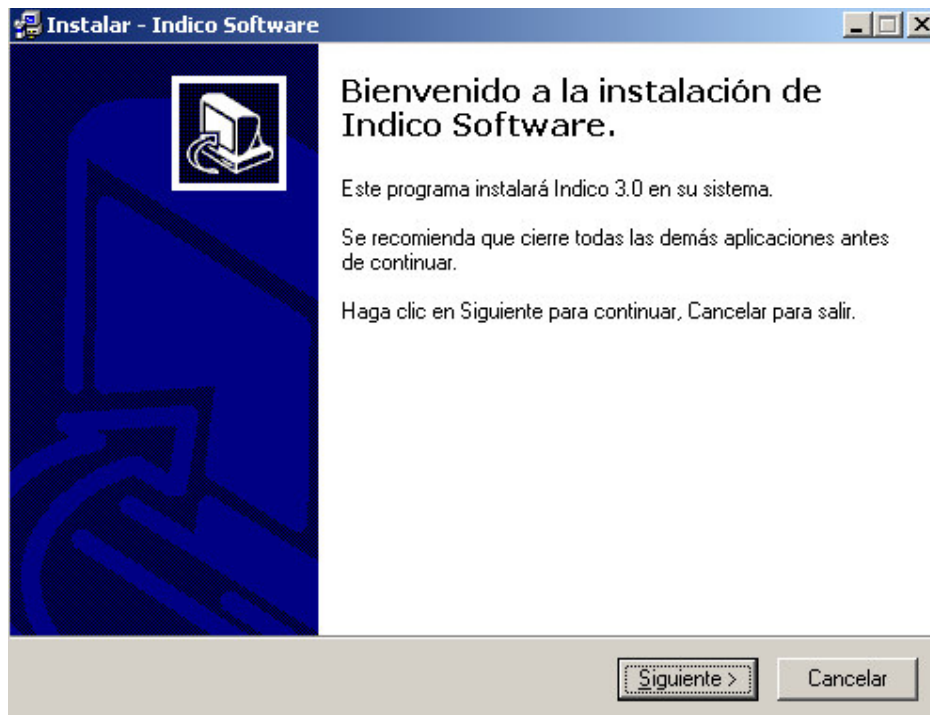 Instalar - Indico Software
Bienvenido a la instalación de
Indico Software.
Este programa instalará Indico 3.0 en su sistema.
Se recomienda que cierre todas las demás aplicaciones antes
de continuar.
Haga clic en Siguiente para continuar, Cancelar para salir.
Siguiente >
Cancelar